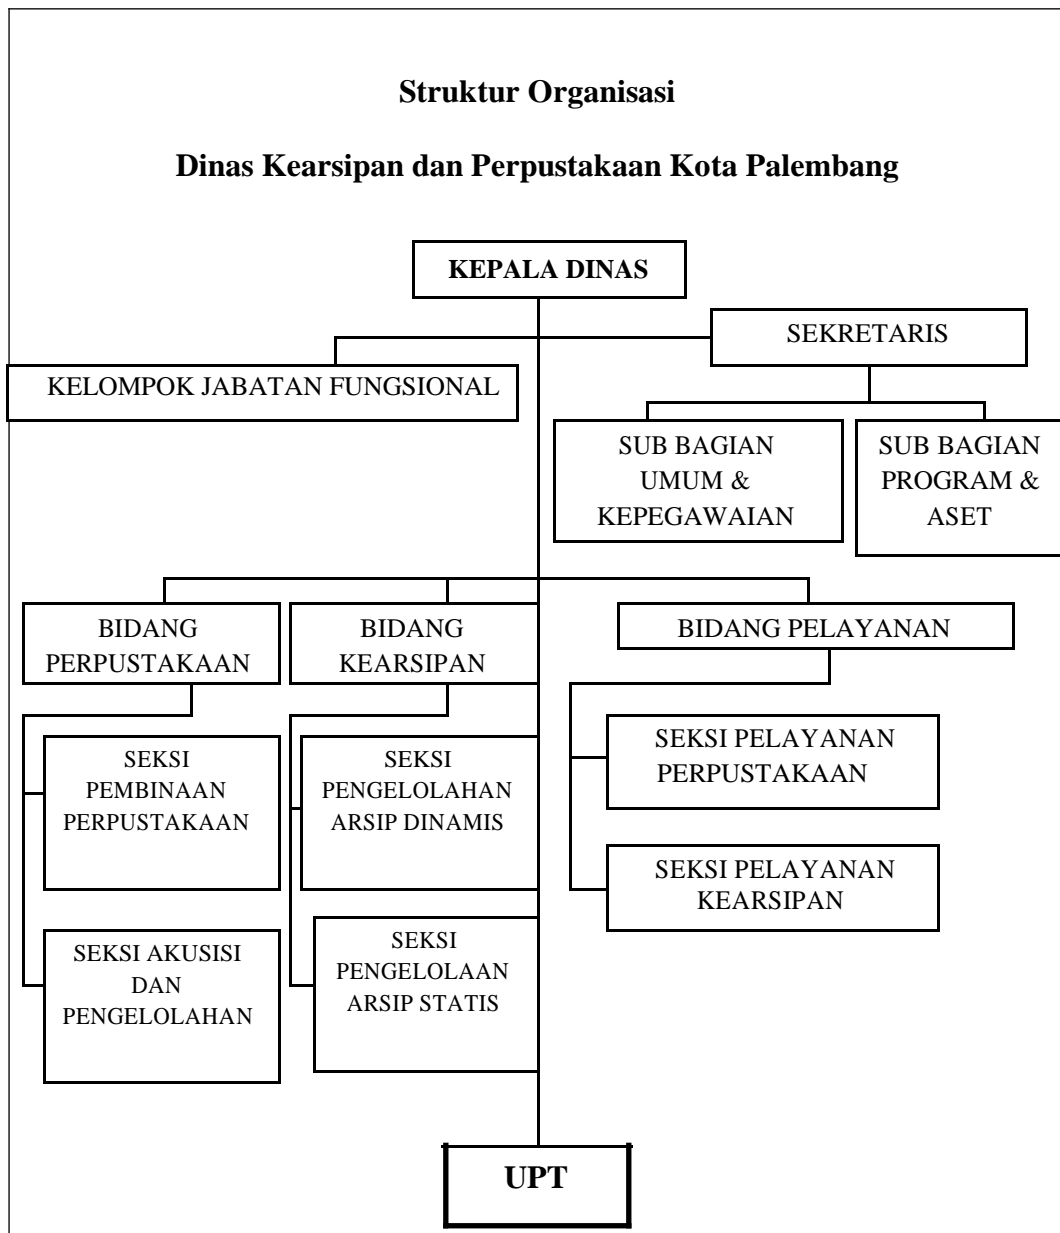 Struktur Organisasi
Dinas Kearsipan dan Perpustakaan Kota Palembang
KEPALA DINAS
SEKRETARIS
KELOMPOK JABATAN FUNGSIONAL
SUB BAGIAN
UMUM &
KEPEGAWAIAN
SUB BAGIAN
PROGRAM &
ASET
BIDANG
PERPUSTAKAAN
BIDANG
KEARSIPAN
BIDANG PELAYANAN
SEKSI
PEMBINAAN
PERPUSTAKAAN
SEKSI
PENGELOLAHAN
ARSIP DINAMIS
SEKSI PELAYANAN
PERPUSTAKAAN
SEKSI AKUSISI
DAN
PENGELOLAHAN
SEKSI
PENGELOLAAN
ARSIP STATIS
SEKSI PELAYANAN
KEARSIPAN
UPT